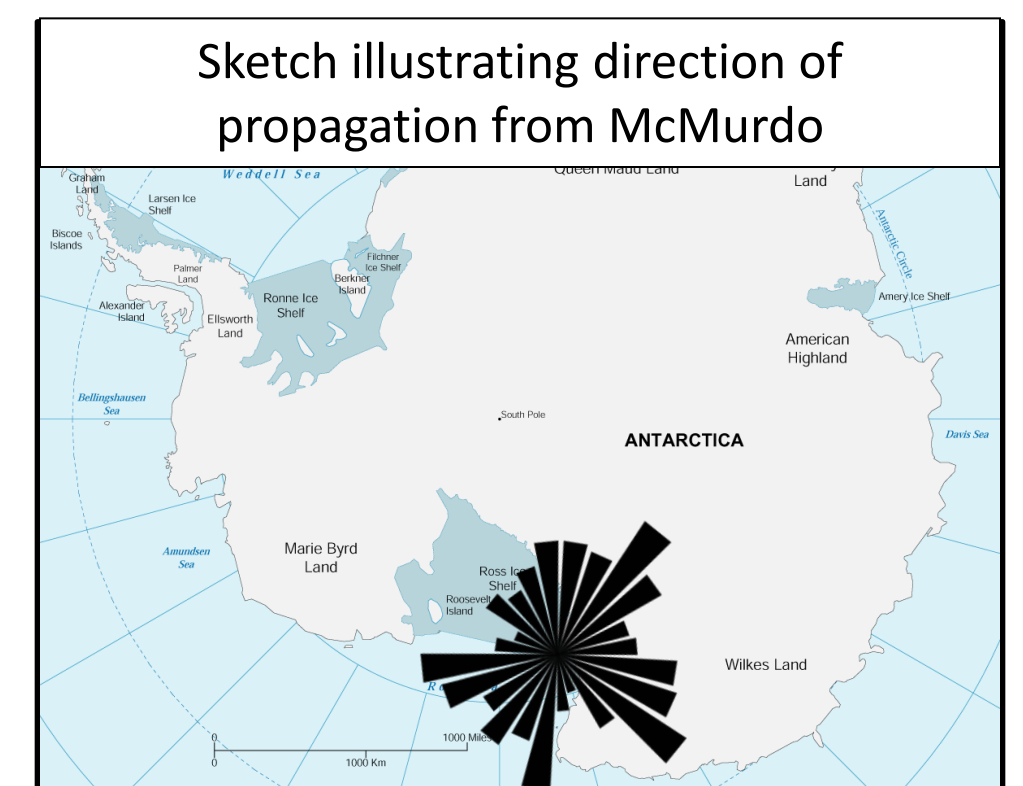 Sketch illustrating direction of
propagation from McMurdo
Queen Maud Land
Land
Weddell Sea
Graham
Land
Larsen Ice
Shelf
Biscoe
Islands
Antarctic Circle
Filchner
Ice Shelf
Palmer
Land
Berkner
Island
Ronne Ice
Shelf
Alexander
Island
Ellsworth
Land
Amery Ice Shelf
American
Highland
Bellingshausen
Sea
South Pole
ANTARCTICA
Davis Sea
Marie Byrd
Land
Amundsen
Sea
Ross Ice
Shelf
Roosevelt
Island
Wilkes Land
0
1000 Miles
0
1000 Km